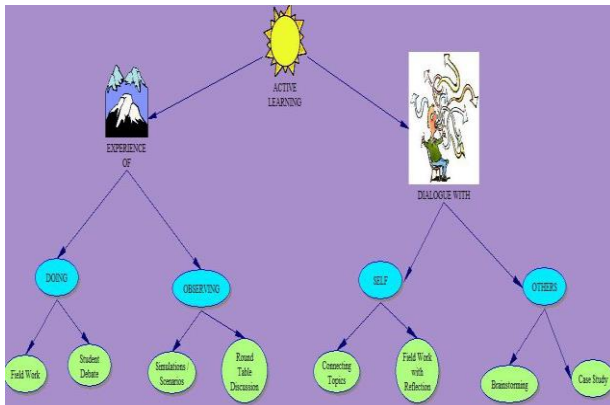 ACTIVE
LEARNING
EXPERIENCE
OF
DIALOGUE WITH
DOING
OBSERVING
SELF
OTHERS
Field Work
Student
Debate
Simulations /
Scenarios
Round
Table
Discussion
Connecting
Topics
Field Work
with
Reflection
Brainstorming
Case Study